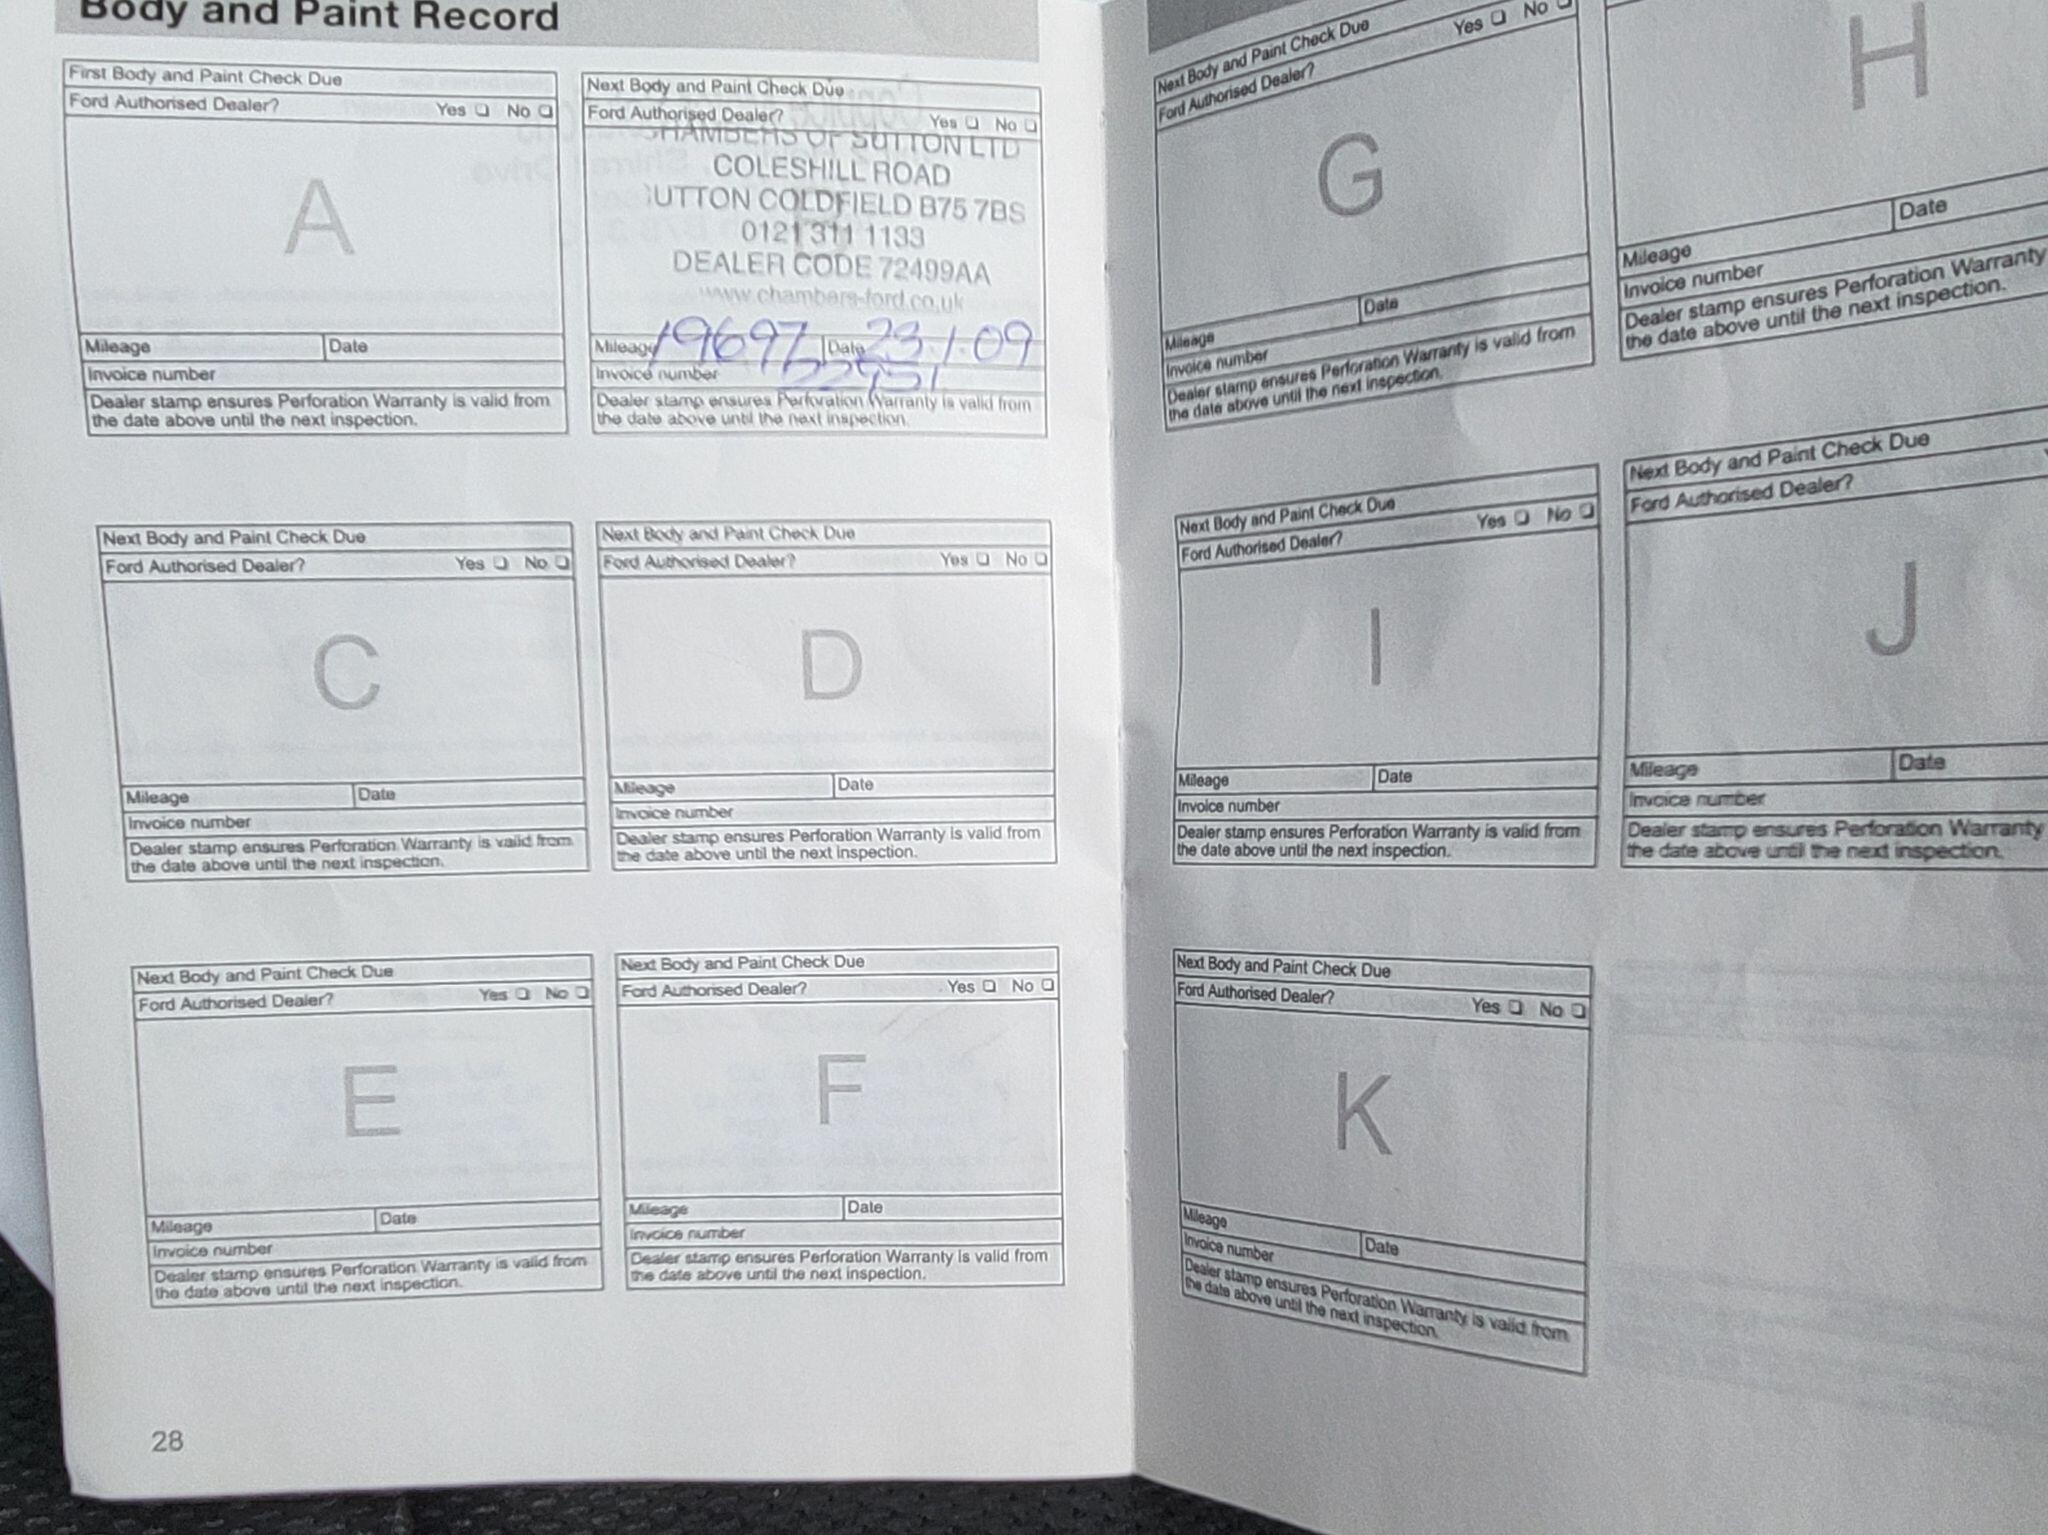 Body and Paint Record
First Body and Paint Check Due
Ford Authorised Dealer? Yes No
A
Mileage Date
Invoice number
Dealer stamp ensures Perforation Warranty is valid from
the date above until the next inspection.
Next Body and Paint Check Due
Ford Authorised Dealer? Yes No
CHAMBERS OF SUTTON LTD
COLESHILL ROAD
SUTTON COLDFIELD B75 7BS
0121 311 1133
DEALER CODE 72499AA
www.chambers-ford.co.uk
Mileage 19697 Date 23/1/09
Invoice number
Dealer stamp ensures Perforation Warranty is valid from
the date above until the next inspection.
Next Body and Paint Check Due
Ford Authorised Dealer? Yes No
C
Mileage Date
Invoice number
Dealer stamp ensures Perforation Warranty is valid from
the date above until the next inspection.
Next Body and Paint Check Due
Ford Authorised Dealer? Yes No
D
Mileage Date
Invoice number
Dealer stamp ensures Perforation Warranty is valid from
the date above until the next inspection.
Next Body and Paint Check Due
Ford Authorised Dealer? Yes No
E
Mileage Date
Invoice number
Dealer stamp ensures Perforation Warranty is valid from
the date above until the next inspection.
Next Body and Paint Check Due
Ford Authorised Dealer? Yes No
F
Mileage Date
Invoice number
Dealer stamp ensures Perforation Warranty is valid from
the date above until the next inspection.
28
Next Body and Paint Check Due
Ford Authorised Dealer? Yes No
G
Mileage Date
Invoice number
Dealer stamp ensures Perforation Warranty is valid from
the date above until the next inspection.
H
Mileage Date
Invoice number
Dealer stamp ensures Perforation Warranty
the date above until the next inspection.
Next Body and Paint Check Due
Ford Authorised Dealer? Yes No
I
Mileage Date
Invoice number
Dealer stamp ensures Perforation Warranty is valid from
the date above until the next inspection.
Next Body and Paint Check Due
Ford Authorised Dealer?
J
Mileage Date
Invoice number
Dealer stamp ensures Perforation Warranty
the date above until the next inspection.
Next Body and Paint Check Due
Ford Authorised Dealer? Yes No
K
Mileage Date
Invoice number
Dealer stamp ensures Perforation Warranty is valid from
the date above until the next inspection.